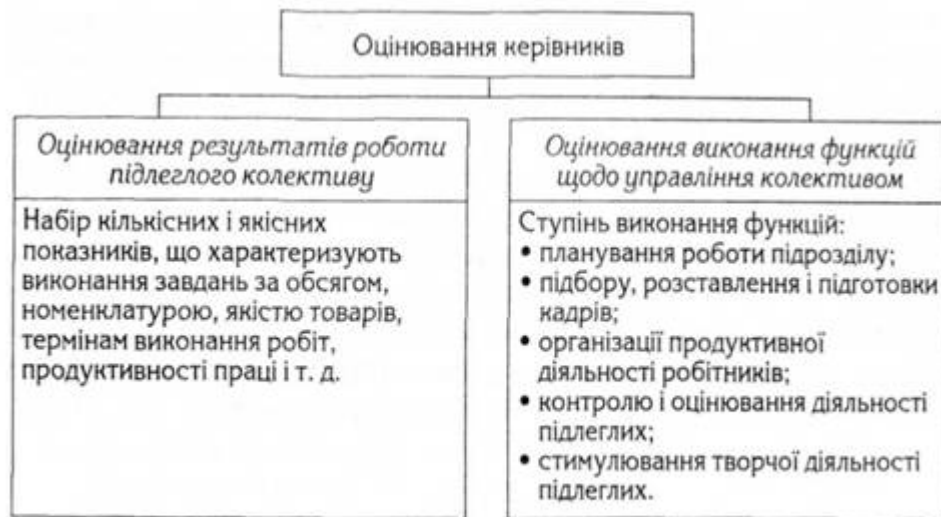 Оцінювання керівників
Оцінювання результатів роботи
підлеглого колективу
Набір кількісних і якісних
показників, що характеризують
виконання завдань за обсягом,
номенклатурою, якістю товарів,
термінам виконання робіт,
продуктивності праці і т. д.
Оцінювання виконання функцій
щодо управління колективом
Ступінь виконання функцій:
• планування роботи підрозділу;
• підбору, розставлення і підготовки
кадрів;
• організації продуктивної
діяльності робітників;
• контролю і оцінювання діяльності
підлеглих;
• стимулювання творчої діяльності
підлеглих.